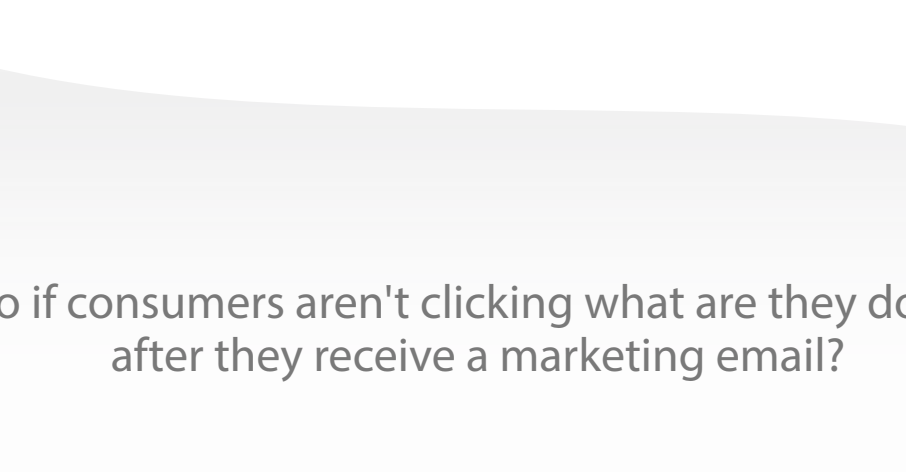 o if consumers aren't clicking what are they do
after they receive a marketing email?